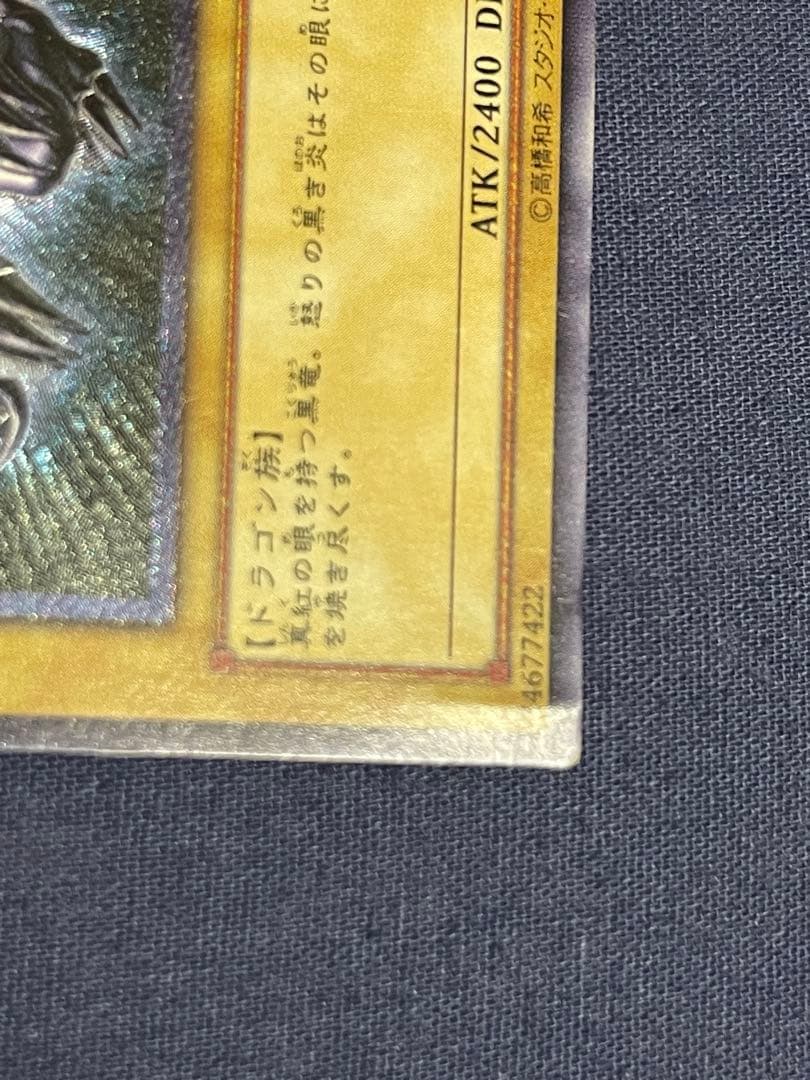 【ドラゴン族】
真紅の眼を持つ黒竜。怒りの黒き炎はその眼に
を焼き尽くす。
ATK/2400 D
4677422
©高橋和希 スタジオ・